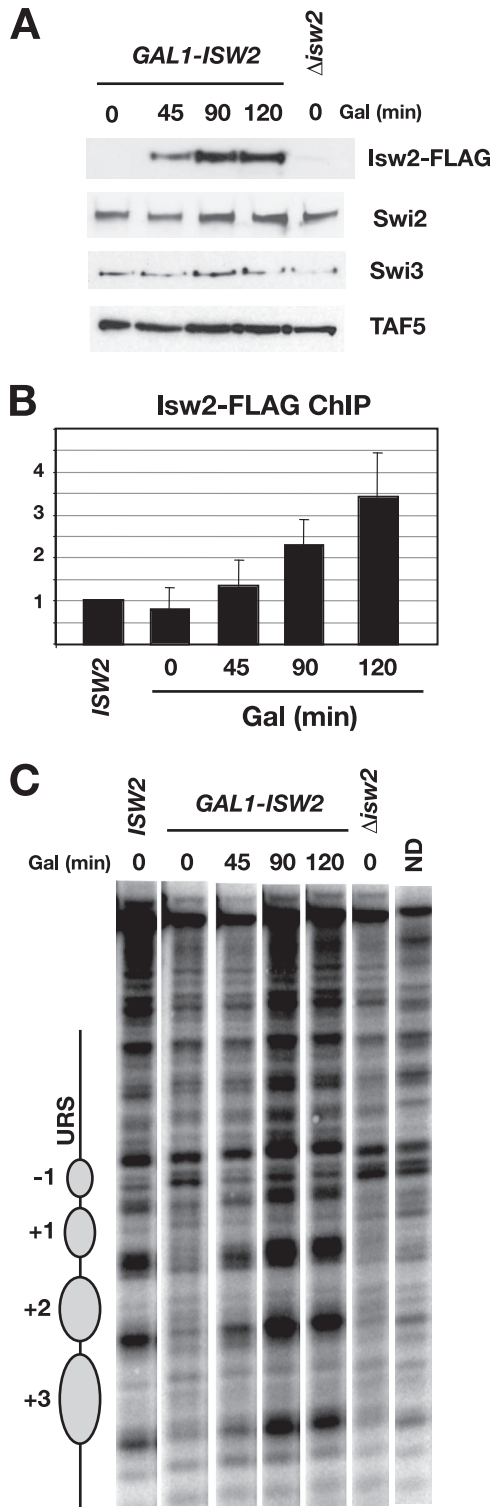 A
GAL1-ISW2
Δisw2
0 45 90 120 0 Gal (min)
Isw2-FLAG
Swi2
Swi3
TAF5
B
Isw2-FLAG ChIP
4
3
2
1
ISW2
0 45 90 120
Gal (min)
C
ISW2
GAL1-ISW2
Δisw2
ND
Gal (min) 0 0 45 90 120 0
URS
-1
+1
+2
+3